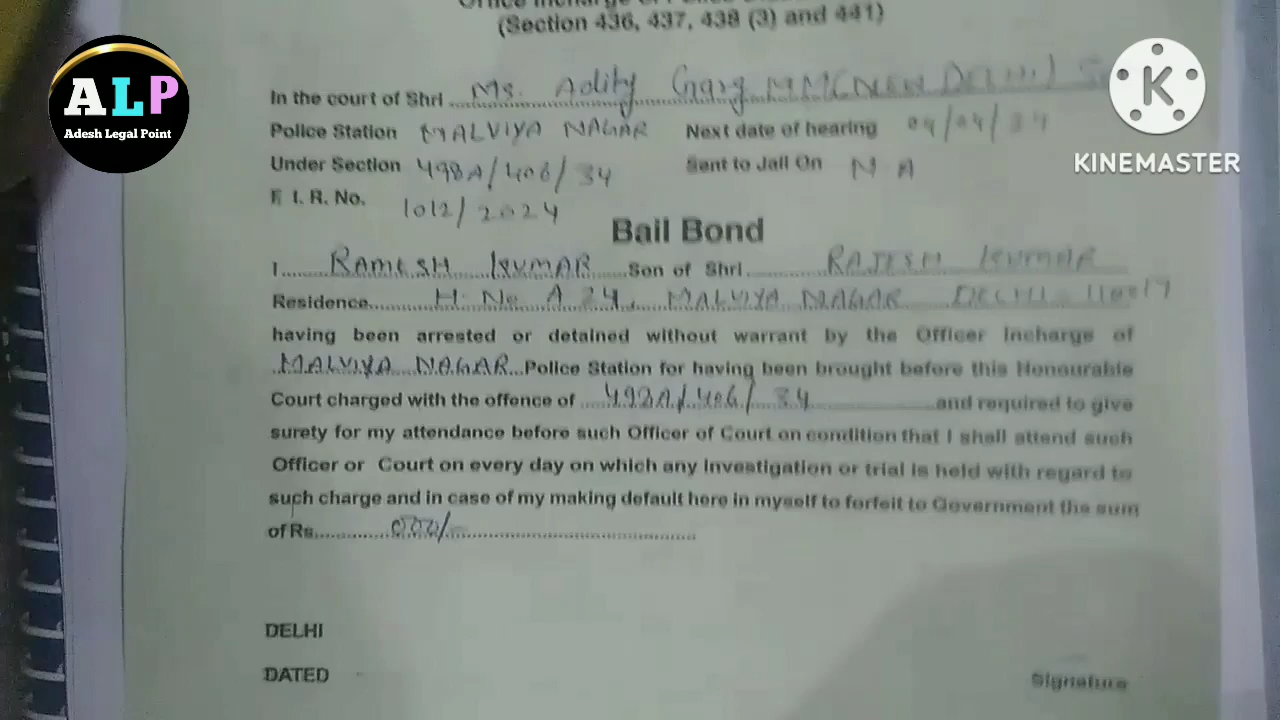 (Section 436, 437, 438 (3) and 441)
ALP
Adesh Legal Point
K
KINEMASTER
In the court of Shri Ms. Adity Garg MM(NEW DELHI)
Police Station MALVIYA NAGAR Next date of hearing
Under Section 498A/406/34 Sent to Jail On N A
F I. R. No. 1012/2024
Bail Bond
I......RAMESH KUMAR......Son of Shri..........RAJESH KUMAR
Residence........H. No. A 24, MALVIYA NAGAR DELHI 110017
having been arrested or detained without warrant by the Officer Incharge of
MALVIYA NAGAR...Police Station for having been brought before this Honourable
Court charged with the offence of .....498A/406/34..........and required to give
surety for my attendance before such Officer of Court on condition that I shall attend such
Officer or Court on every day on which any investigation or trial is held with regard to
such charge and in case of my making default here in myself to forfeit to Government the sum
of Rs...........000/-..............................
DELHI
DATED
Signature